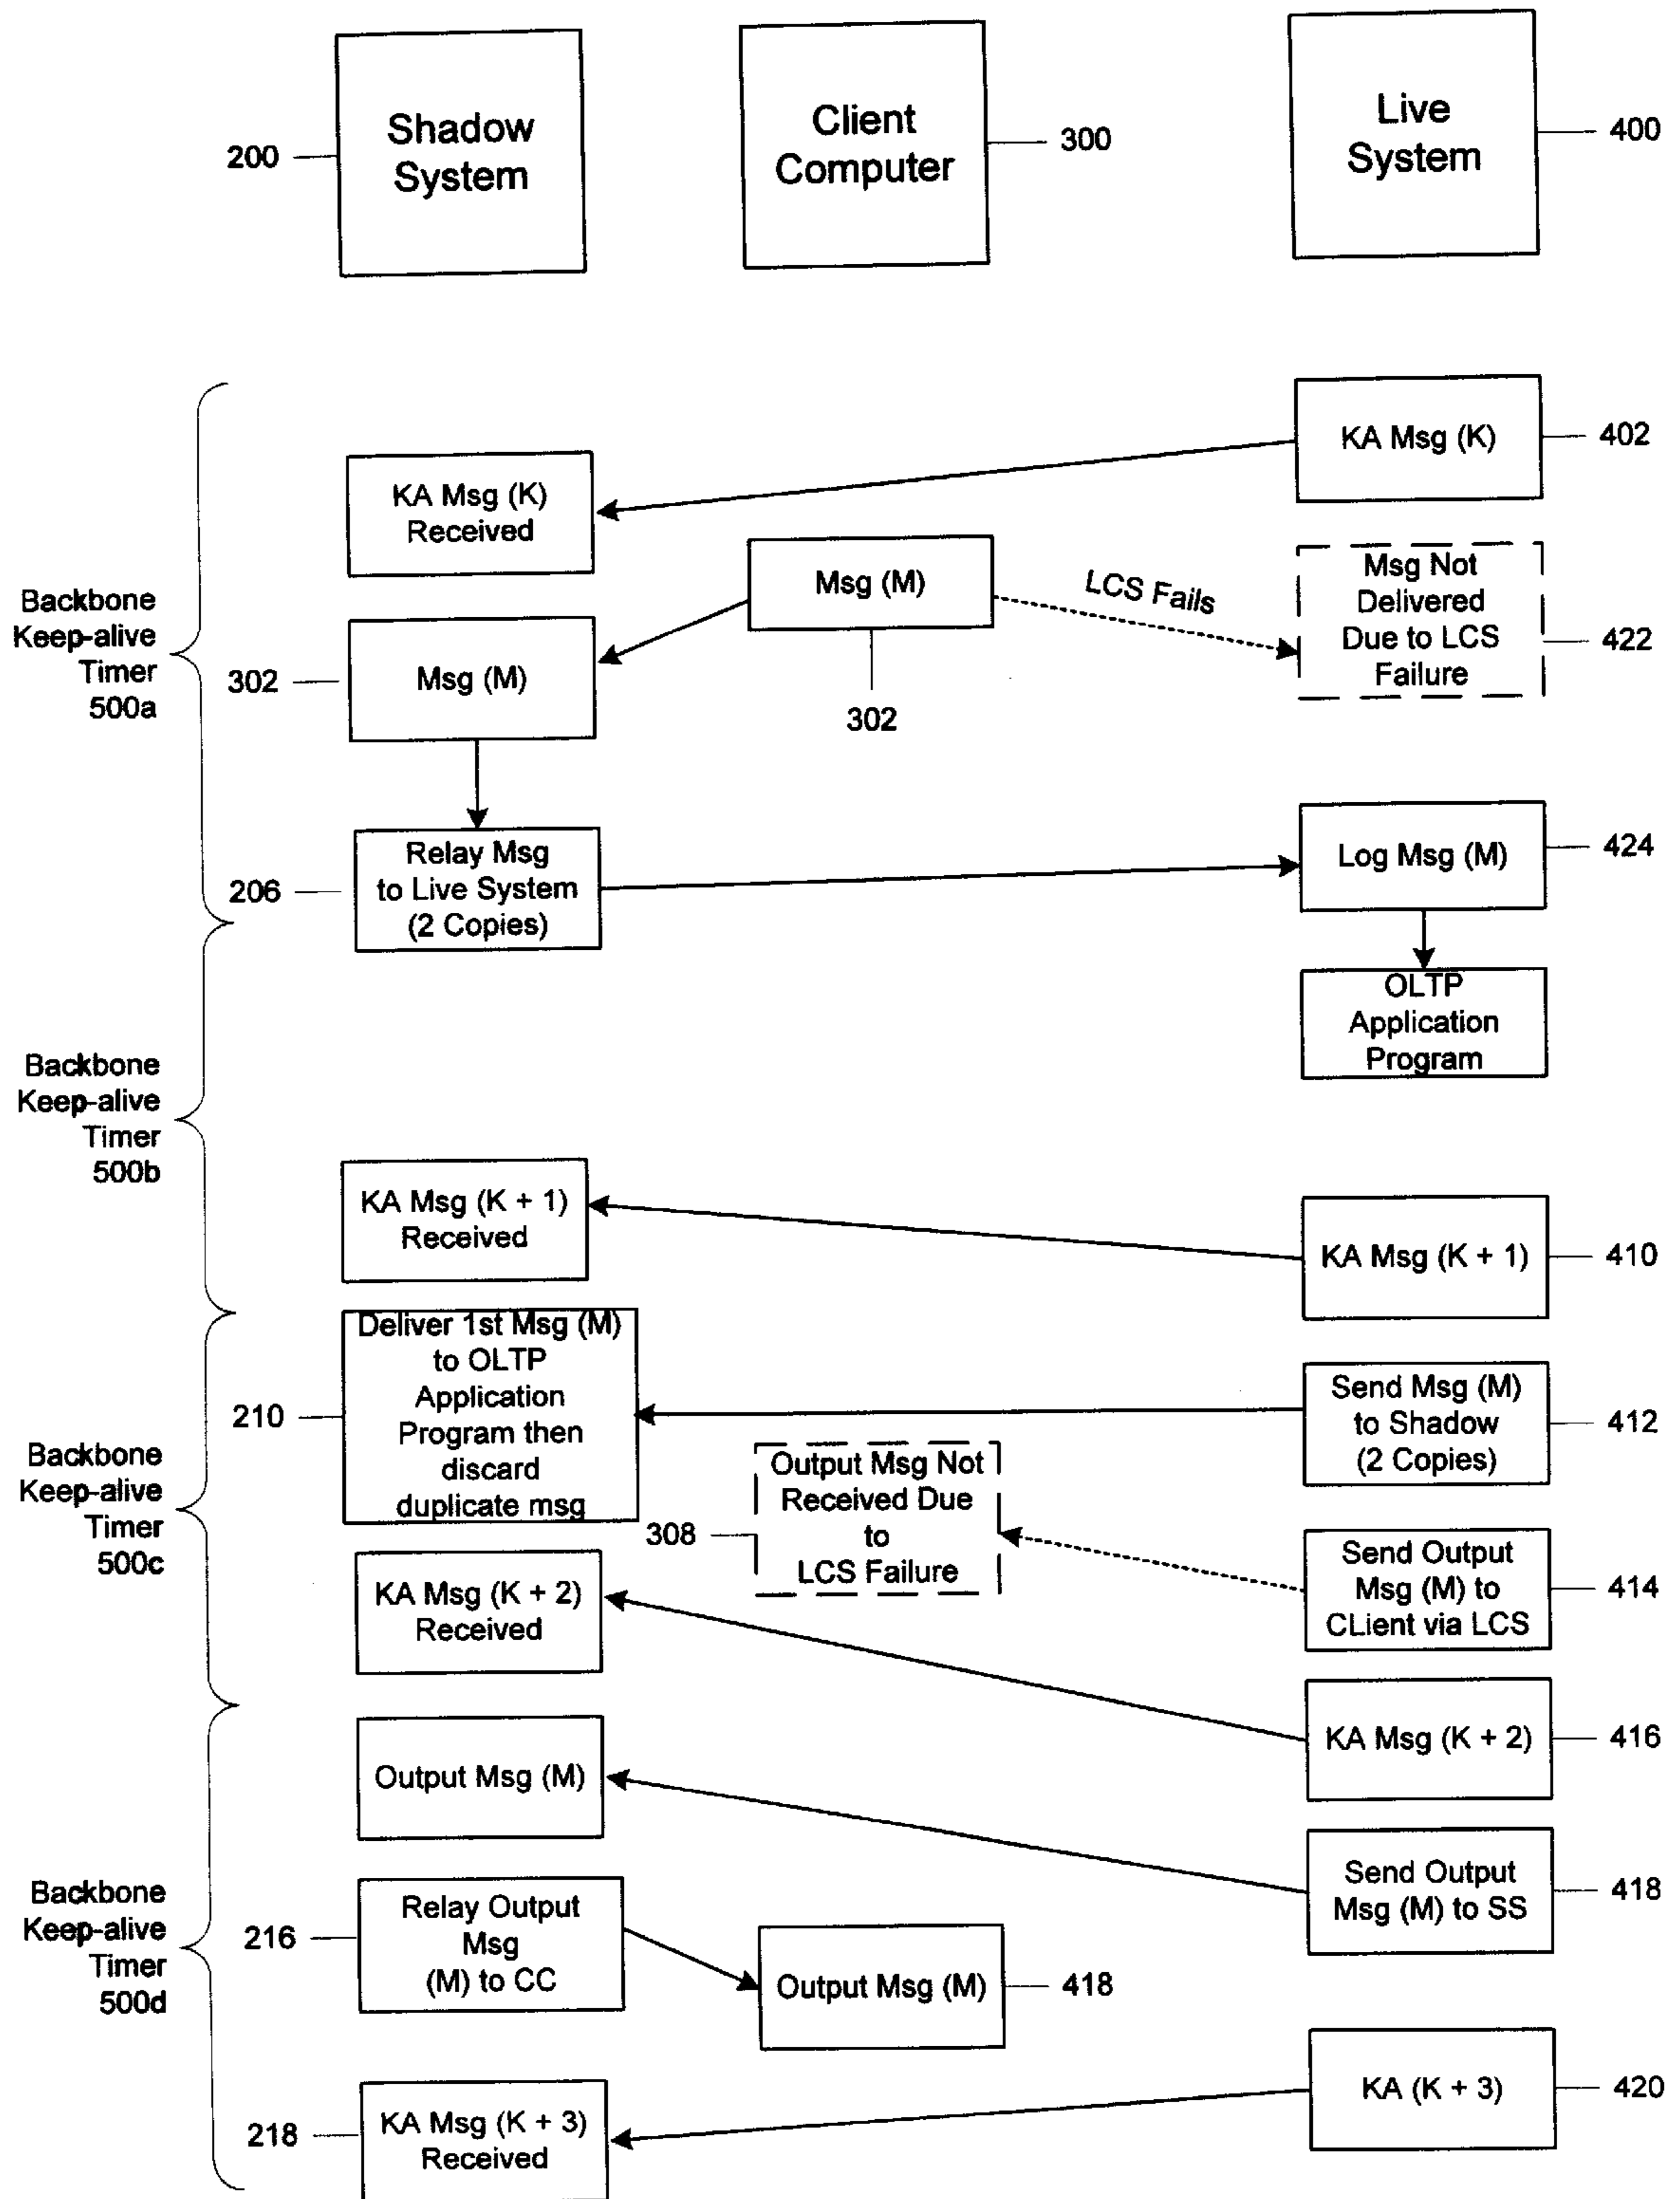 Shadow
System
200
Client
Computer
300
Live
System
400
KA Msg (K)
402
KA Msg (K)
Received
Msg (M)
302
LCS Fails
Msg Not
Delivered
Due to LCS
Failure
422
Backbone
Keep-alive
Timer
500a
302
Msg (M)
206
Relay Msg
to Live System
(2 Copies)
Log Msg (M)
424
OLTP
Application
Program
Backbone
Keep-alive
Timer
500b
KA Msg (K + 1)
Received
KA Msg (K + 1)
410
210
Deliver 1st Msg (M)
to OLTP
Application
Program then
discard
duplicate msg
Send Msg (M)
to Shadow
(2 Copies)
412
Backbone
Keep-alive
Timer
500c
308
Output Msg Not
Received Due
to
LCS Failure
Send Output
Msg (M) to
CLient via LCS
414
KA Msg (K + 2)
Received
KA Msg (K + 2)
416
Output Msg (M)
Send Output
Msg (M) to SS
418
Backbone
Keep-alive
Timer
500d
216
Relay Output
Msg
(M) to CC
Output Msg (M)
418
KA (K + 3)
420
218
KA Msg (K + 3)
Received